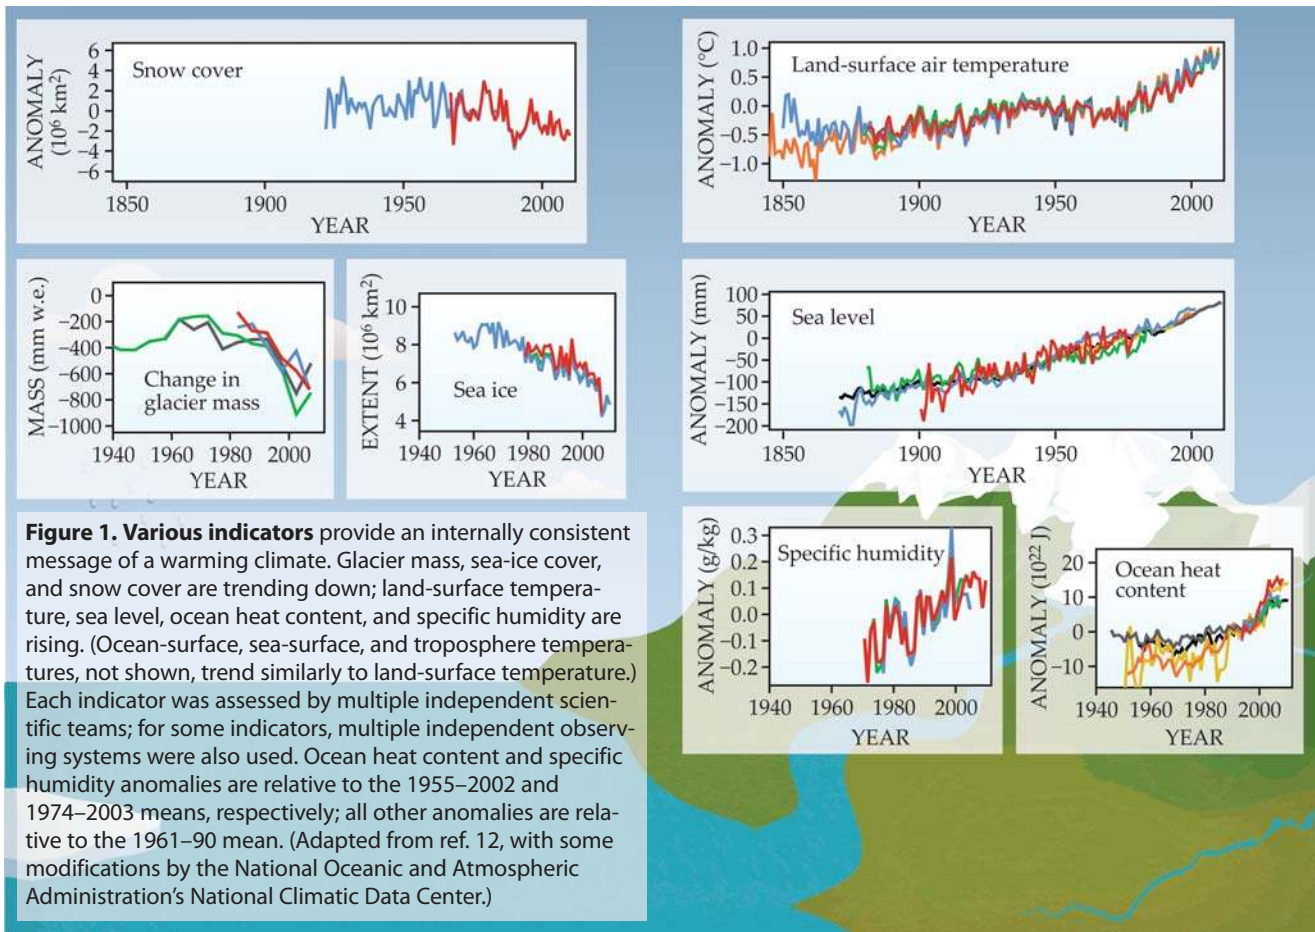 ANOMALY
(10⁶ km²)
6
4
2
0
−2
−4
−6
Snow cover
1850
1900
1950
2000
YEAR
ANOMALY (°C)
1.0
0.5
0.0
−0.5
−1.0
Land-surface air temperature
1850
1900
1950
2000
YEAR
MASS (mm w.e.)
0
−200
−400
−600
−800
−1000
Change in
glacier mass
1940 1960 1980 2000
YEAR
EXTENT (10⁶ km²)
10
8
6
4
Sea ice
1940 1960 1980 2000
YEAR
ANOMALY (mm)
100
50
0
−50
−100
−150
−200
Sea level
1850
1900
1950
2000
YEAR
Figure 1. Various indicators provide an internally consistent
message of a warming climate. Glacier mass, sea-ice cover,
and snow cover are trending down; land-surface tempera-
ture, sea level, ocean heat content, and specific humidity are
rising. (Ocean-surface, sea-surface, and troposphere tempera-
tures, not shown, trend similarly to land-surface temperature.)
Each indicator was assessed by multiple independent scien-
tific teams; for some indicators, multiple independent observ-
ing systems were also used. Ocean heat content and specific
humidity anomalies are relative to the 1955–2002 and
1974–2003 means, respectively; all other anomalies are rela-
tive to the 1961–90 mean. (Adapted from ref. 12, with some
modifications by the National Oceanic and Atmospheric
Administration's National Climatic Data Center.)
ANOMALY (g/kg)
0.3
0.2
0.1
0.0
−0.1
−0.2
Specific humidity
1940 1960 1980 2000
YEAR
ANOMALY (10²² J)
20
10
0
−10
Ocean heat
content
1940 1960 1980 2000
YEAR